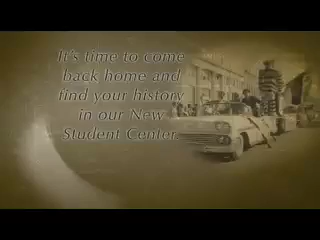 It's time to come
back home and
find your history
in our New
Student Center